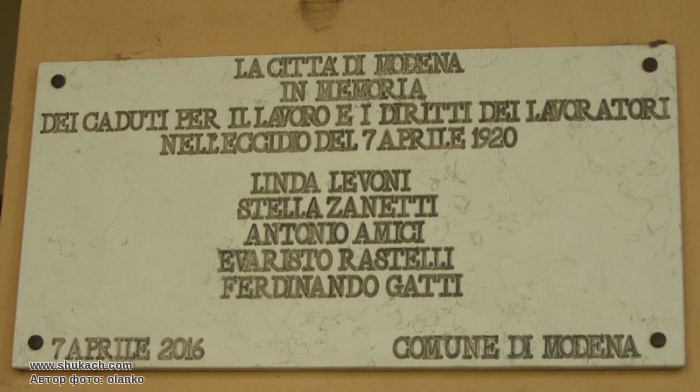 LA CITTA' DI MODENA
IN MEMORIA
DEI CADUTI PER IL LAVORO E I DIRITTI DEI LAVORATORI
NELL'ECCIDIO DEL 7 APRILE 1920
LINDA LEVONI
STELLA ZANETTI
ANTONIO AMICI
EVARISTO RASTELLI
FERDINANDO GATTI
7 APRILE 2016 COMUNE DI MODENA
www.shukach.com
Автор фото: olanko